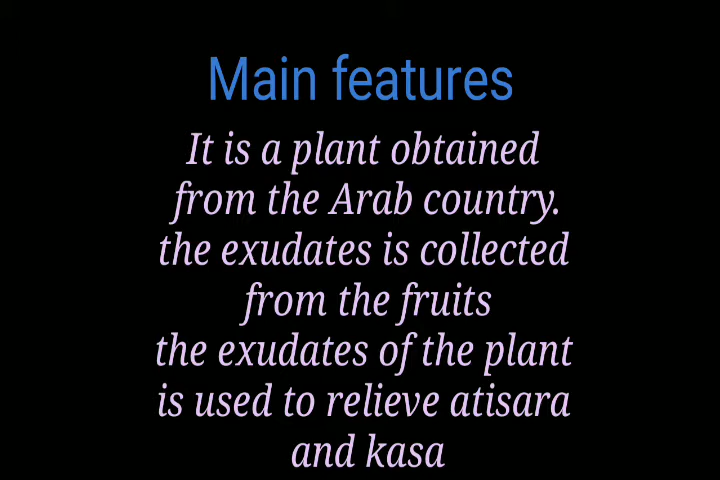 Main features
It is a plant obtained
from the Arab country.
the exudates is collected
from the fruits
the exudates of the plant
is used to relieve atisara
and kasa